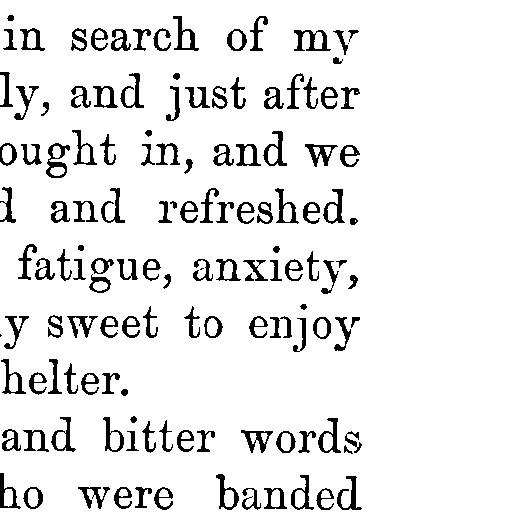 in search of my
ly, and just after
ought in, and we
d and refreshed.
fatigue, anxiety,
y sweet to enjoy
helter.
and bitter words
ho were banded